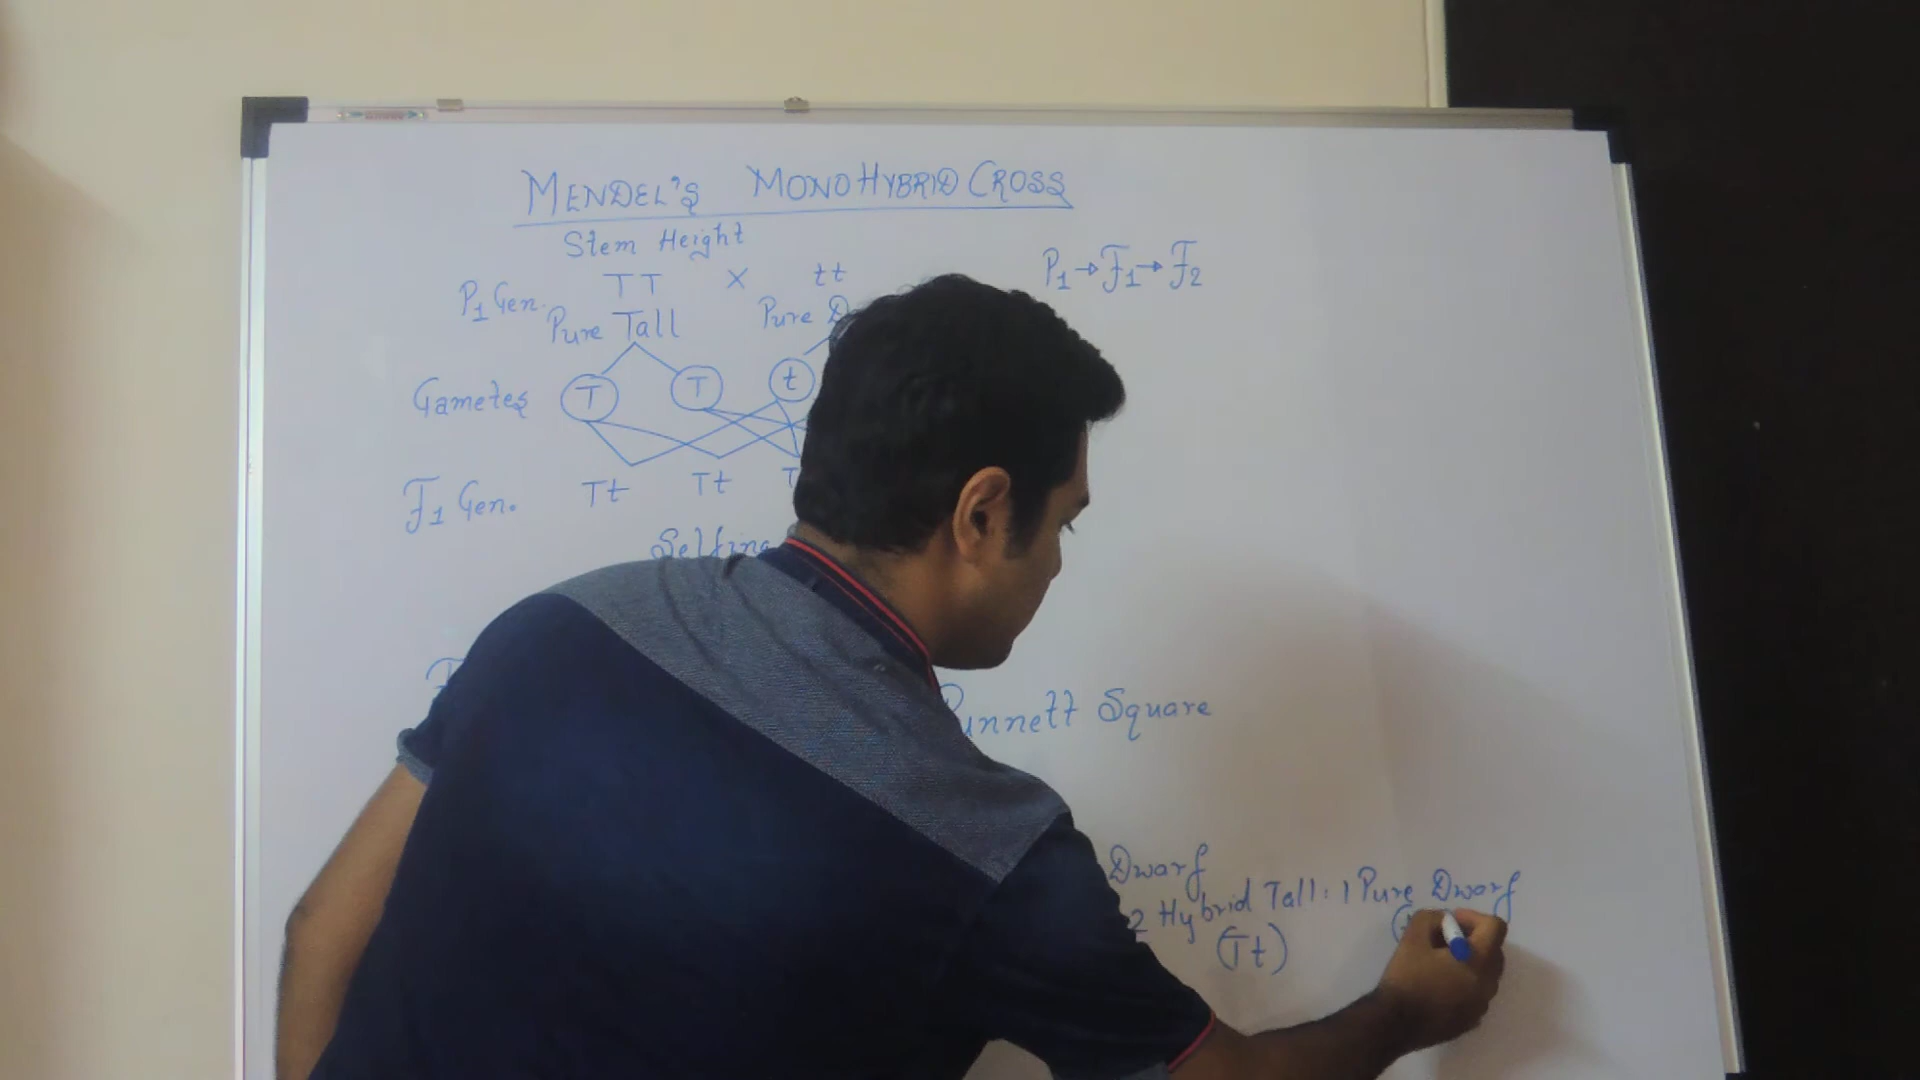 MENDEL'S MONOHYBRID CROSS
Stem Height
P1 Gen. TT X tt
Pure Tall Pure
P1→F1→F2
Gametes T T t
F1 Gen. Tt Tt T
Selfing
Punnett Square
Dwarf
2 Hybrid Tall : 1 Pure Dwarf
(Tt)